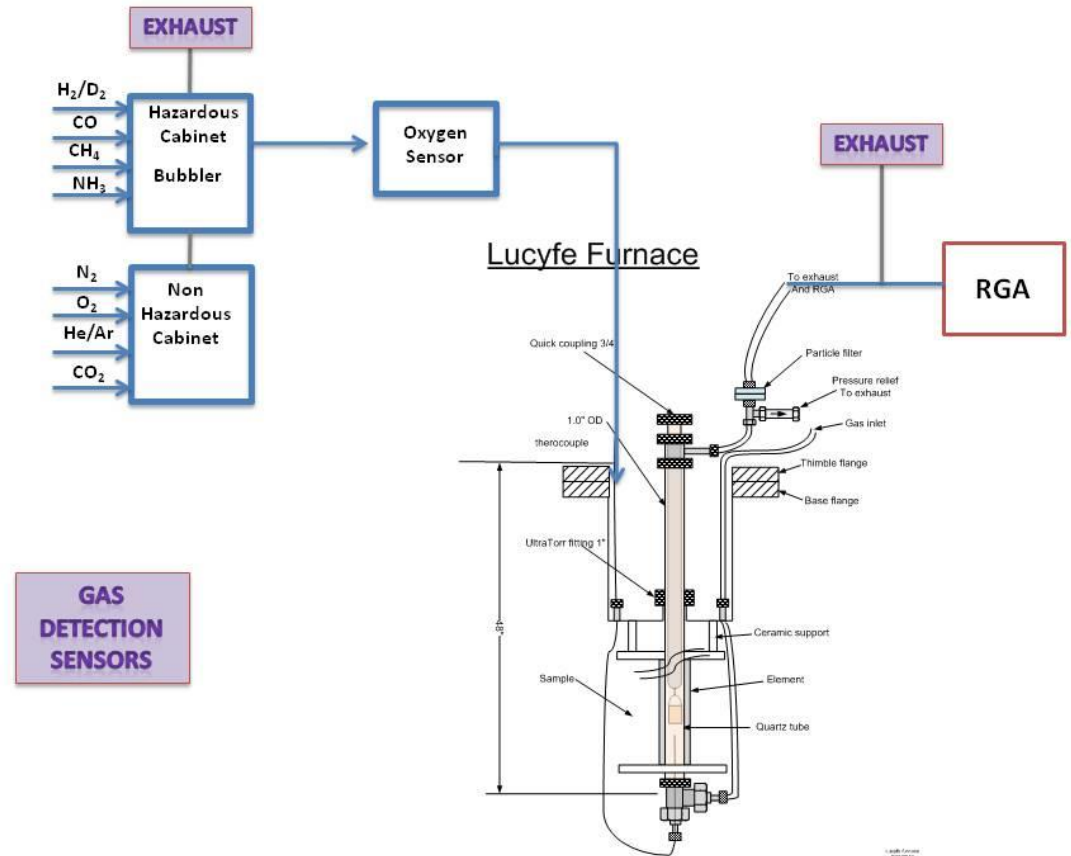 EXHAUST
H₂/D₂
CO
CH₄
NH₃
Hazardous
Cabinet
Bubbler
Oxygen
Sensor
EXHAUST
N₂
O₂
He/Ar
CO₂
Non
Hazardous
Cabinet
Lucyfe Furnace
To exhaust
And RGA
RGA
Quick coupling 3/4
Particle filter
Pressure relief
To exhaust
1.0" OD
Gas inlet
therocouple
Thimble flange
Base flange
UltraTorr fitting 1"
48"
GAS
DETECTION
SENSORS
Ceramic support
Sample
Element
Quartz tube